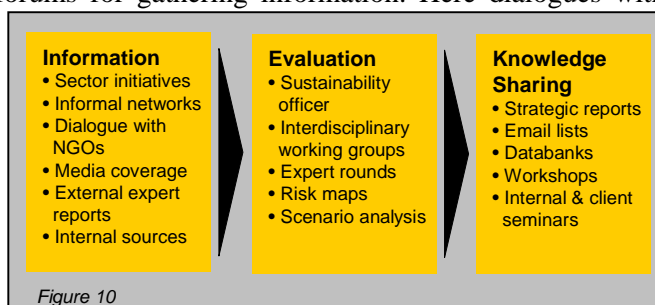 forums for gathering information. Here dialogues with
Information
• Sector initiatives
• Informal networks
• Dialogue with
NGOs
• Media coverage
• External expert
reports
• Internal sources
Evaluation
• Sustainability
officer
• Interdisciplinary
working groups
• Expert rounds
• Risk maps
• Scenario analysis
Knowledge
Sharing
• Strategic reports
• Email lists
• Databanks
• Workshops
• Internal & client
seminars
Figure 10